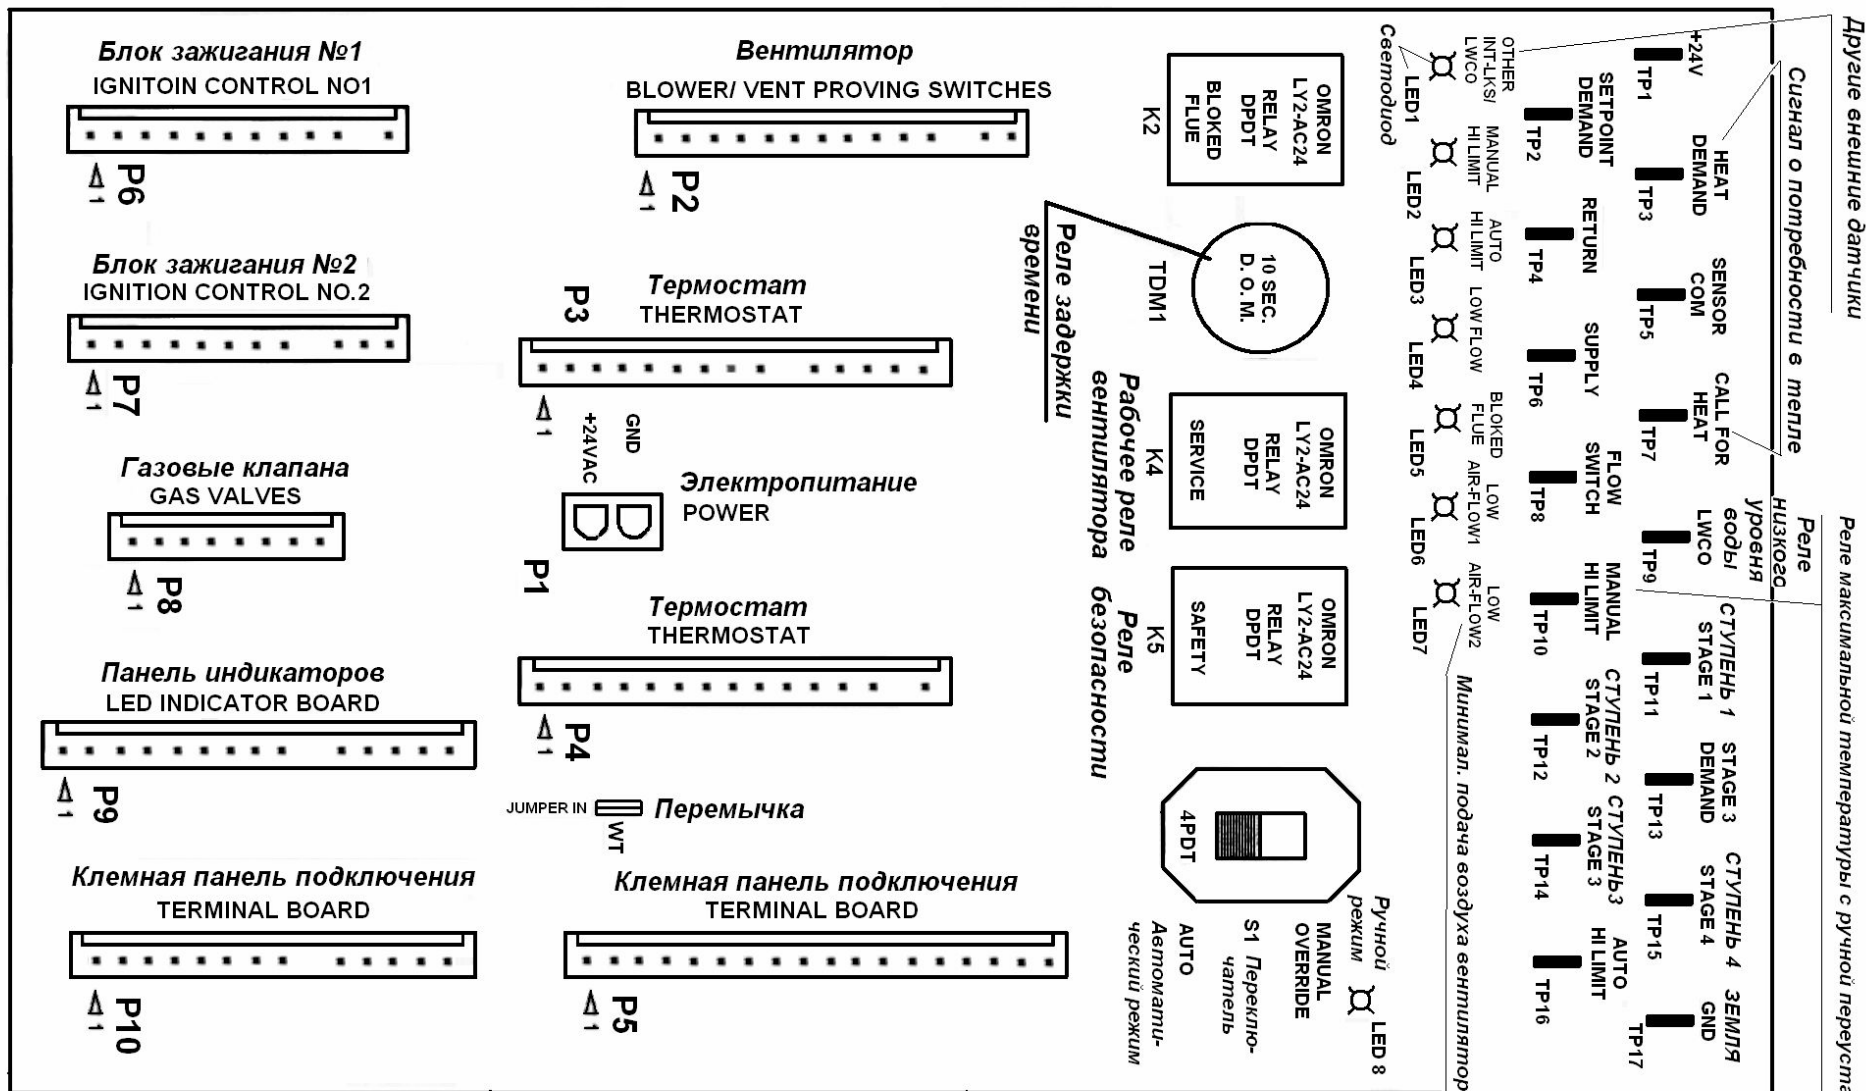 Блок зажигания №1
IGNITOIN CONTROL NO1
1
P6
Блок зажигания №2
IGNITION CONTROL NO.2
1
P7
Газовые клапана
GAS VALVES
1
P8
Панель индикаторов
LED INDICATOR BOARD
1
P9
Клемная панель подключения
TERMINAL BOARD
1
P10
Вентилятор
BLOWER/ VENT PROVING SWITCHES
1
P2
Термостат
THERMOSTAT
P3
1
+24VAC
GND
Электропитание
POWER
P1
Термостат
THERMOSTAT
1
P4
JUMPER IN
WT
Перемычка
Клемная панель подключения
TERMINAL BOARD
1
P5
OMRON
LY2-AC24
RELAY
DPDT
BLOKED
FLUE
K2
10 SEC.
D. O. M.
TDM1
Реле задержки
времени
OMRON
LY2-AC24
RELAY
DPDT
SERVICE
K4
Рабочее реле
вентилятора
OMRON
LY2-AC24
RELAY
DPDT
SAFETY
K5
Реле
безопасности
4PDT
Ручной
режим
MANUAL
OVERRIDE
S1 Переклю-
чатель
AUTO
Автомати-
ческий режим
LED 8
Светодиод
OTHER
INT-LKS/
LWCO
LED1
MANUAL
HI LIMIT
LED2
AUTO
HI LIMIT
LED3
LOW FLOW
LED4
BLOKED
FLUE
LED5
LOW
AIR-FLOW1
LED6
LOW
AIR-FLOW2
LED7
Минимал. подача воздуха вентилятор
SETPOINT
DEMAND
TP2
RETURN
TP4
SUPPLY
TP6
FLOW
SWITCH
TP8
MANUAL
HI LIMIT
TP10
СТУПЕНЬ 2
STAGE 2
TP12
СТУПЕНЬ3
STAGE 3
TP14
AUTO
HI LIMIT
TP16
+24V
TP1
HEAT
DEMAND
TP3
SENSOR
COM
TP5
CALL FOR
HEAT
TP7
Реле
низкого
уровня
воды
LWCO
TP9
СТУПЕНЬ 1
STAGE 1
TP11
STAGE 3
DEMAND
TP13
СТУПЕНЬ 4
STAGE 4
TP15
ЗЕМЛЯ
GND
TP17
Сигнал о потребности в тепле
Другие внешние датчики
Реле максимальной температуры с ручной переуста